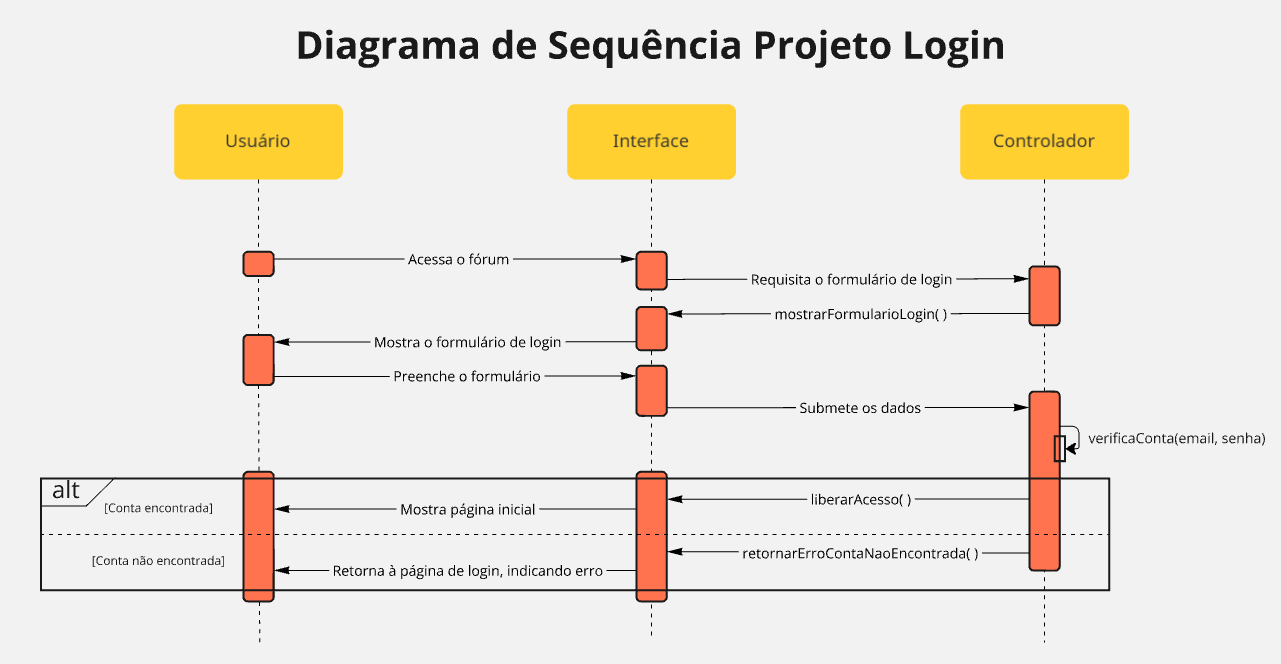 Diagrama de Sequência Projeto Login
Usuário
Interface
Controlador
Acessa o fórum
Requisita o formulário de login
mostrarFormularioLogin( )
Mostra o formulário de login
Preenche o formulário
Submete os dados
verificaConta(email, senha)
alt
[Conta encontrada]
liberarAcesso( )
Mostra página inicial
retornarErroContaNaoEncontrada( )
[Conta não encontrada]
Retorna à página de login, indicando erro